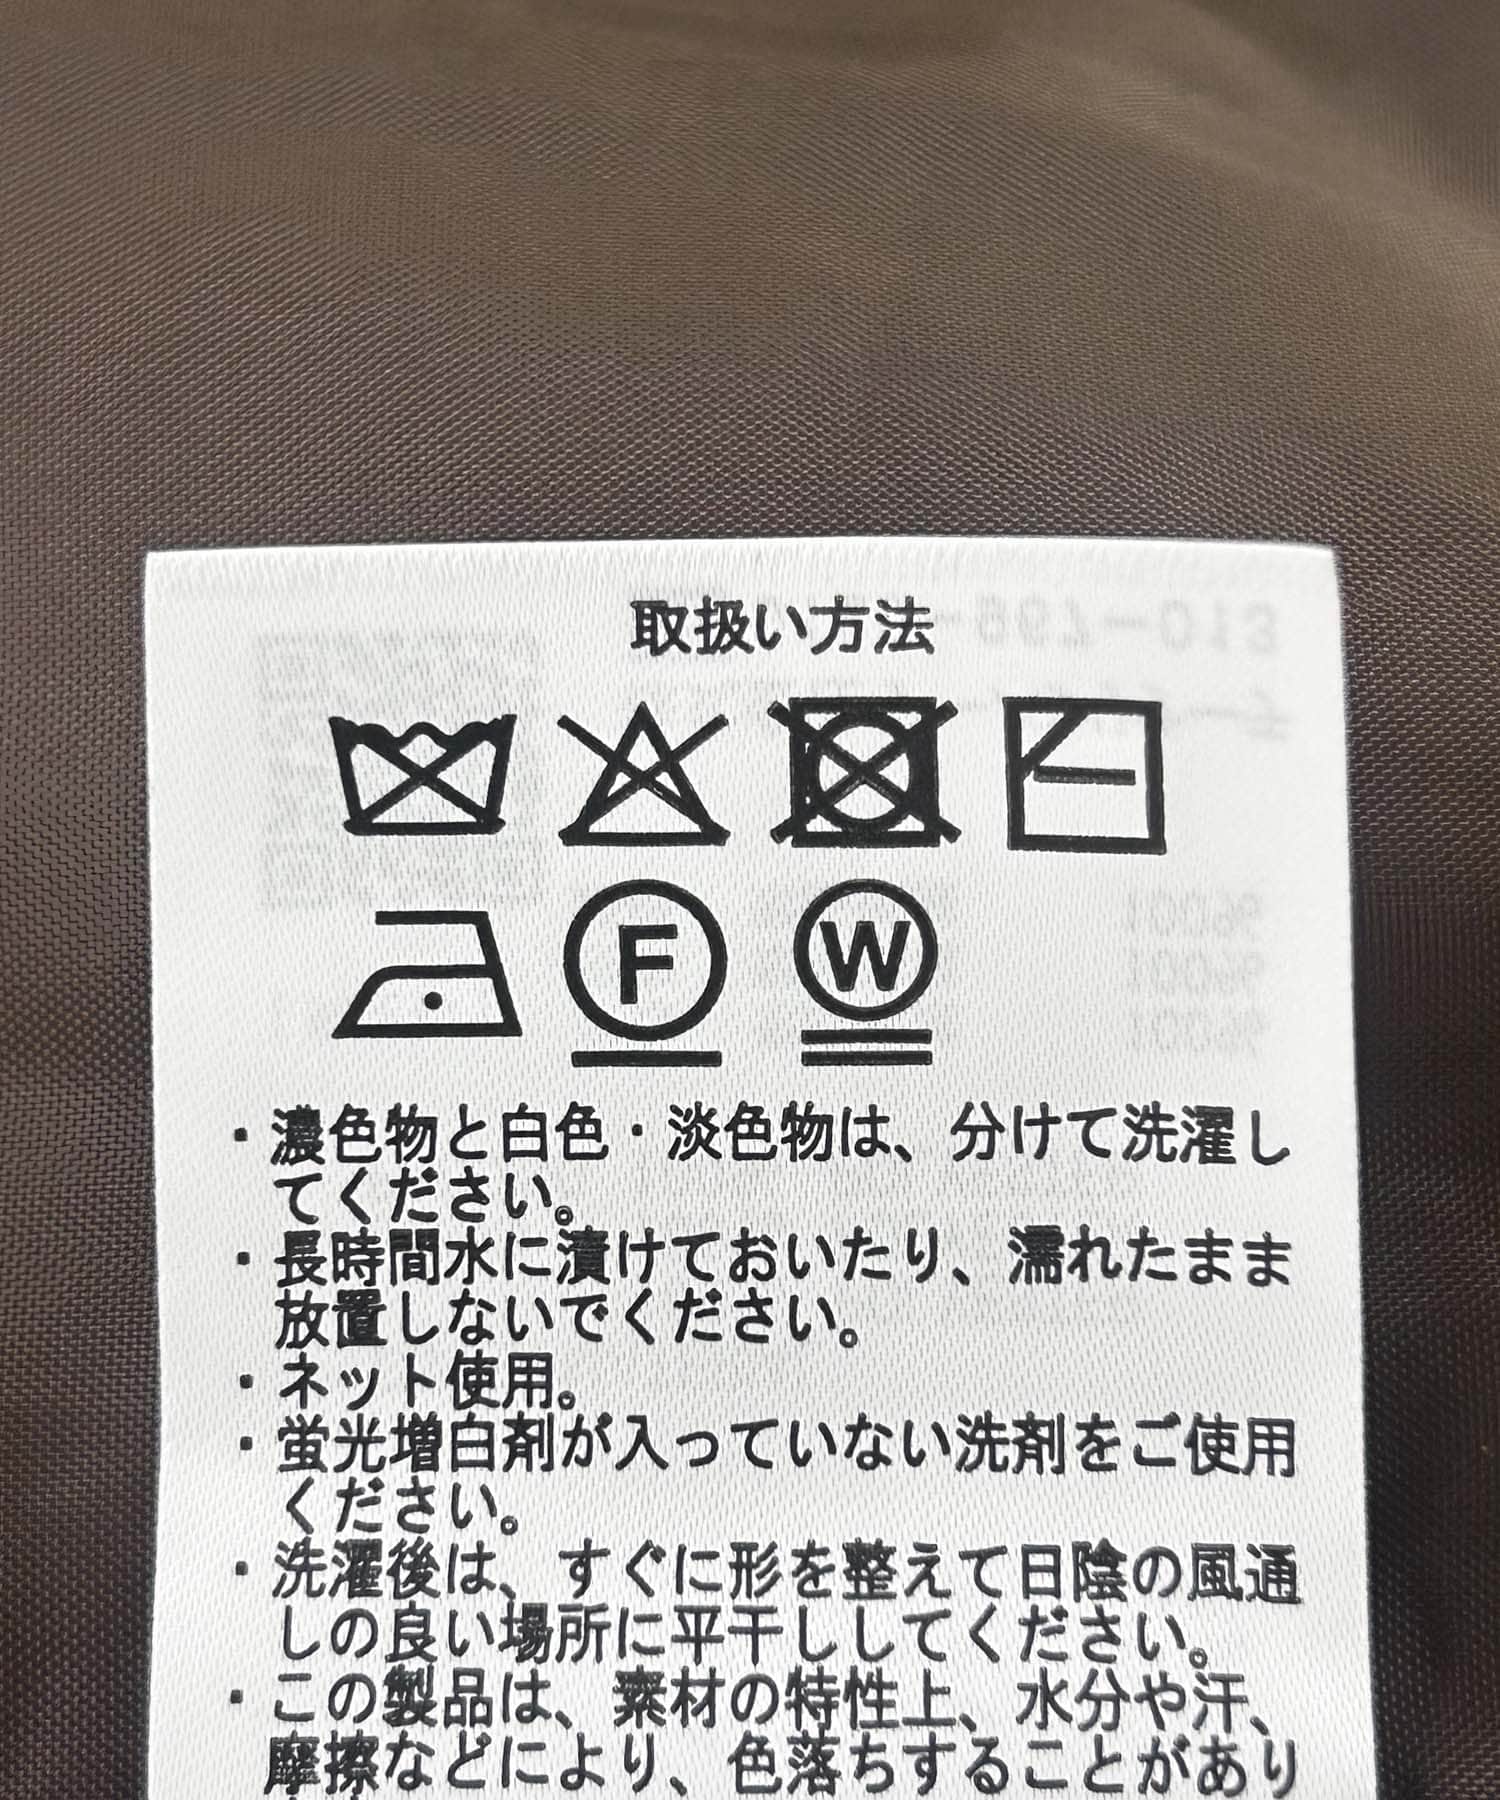 取扱い方法
F
W
・濃色物と白色・淡色物は、分けて洗濯し
てください。
・長時間水に漬けておいたり、濡れたまま
放置しないでください。
・ネット使用。
・蛍光増白剤が入っていない洗剤をご使用
ください。
・洗濯後は、すぐに形を整えて日陰の風通
しの良い場所に平干ししてください。
・この製品は、素材の特性上、水分や汗、
摩擦などにより、色落ちすることがあり